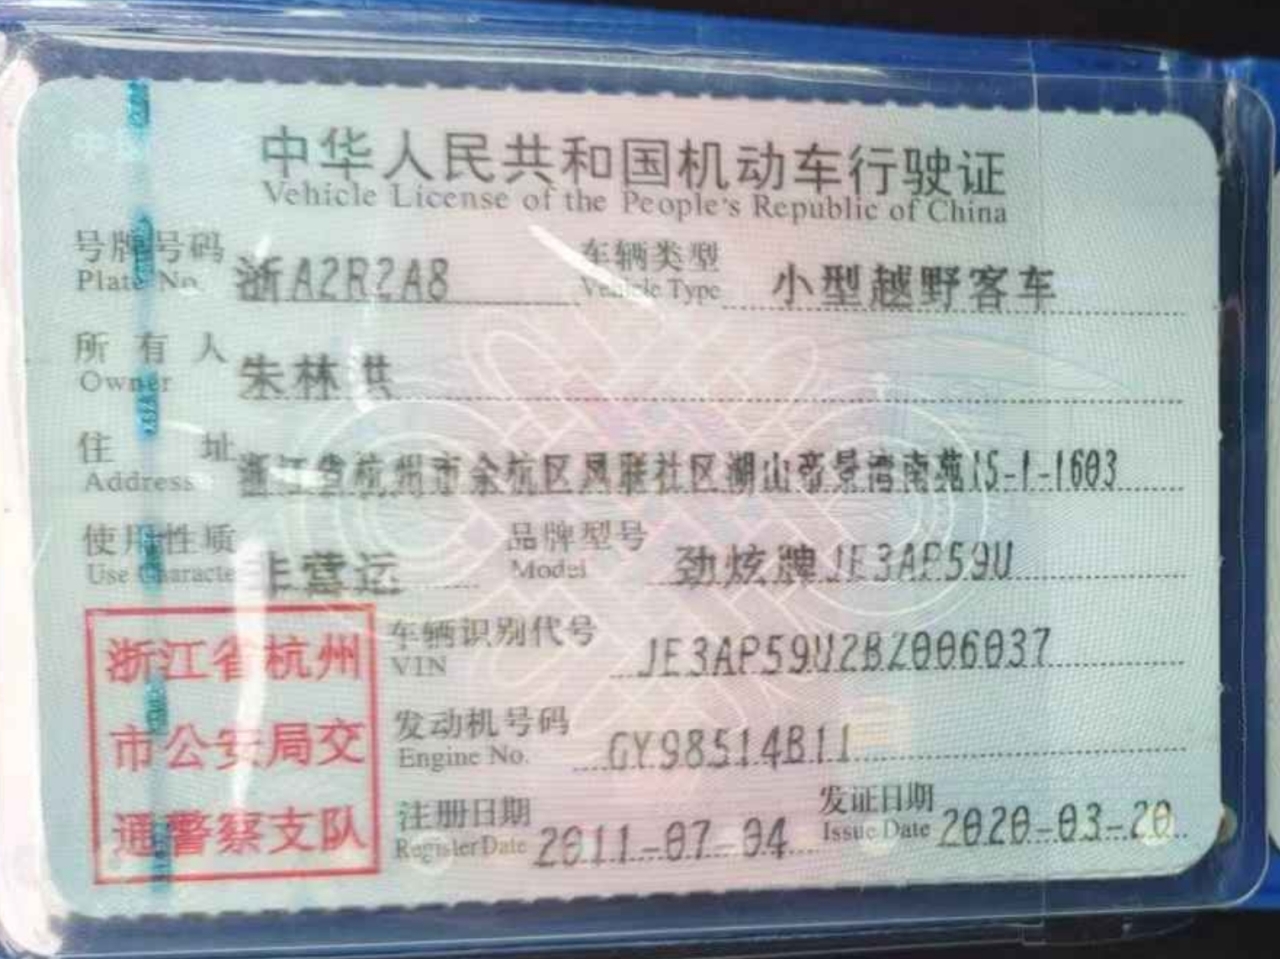 中华人民共和国机动车行驶证
Vehicle License of the People's Republic of China
号牌号码 浙A2R2A8 车辆类型 小型越野客车
Plate No. Vehicle Type
所有人 朱林洪
Owner
住址 浙江省杭州市余杭区凤联社区湖山帝景湾南苑15-1-1603
Address
使用性质 非营运 品牌型号 劲炫牌JE3AP59U
Use Characte Model
车辆识别代号 JE3AP59U2BZ006037
VIN
发动机号码 GY98514B11
Engine No.
注册日期 2011-07-04 发证日期 2020-03-20
Register Date Issue Date
浙江省杭州
市公安局交
通警察支队